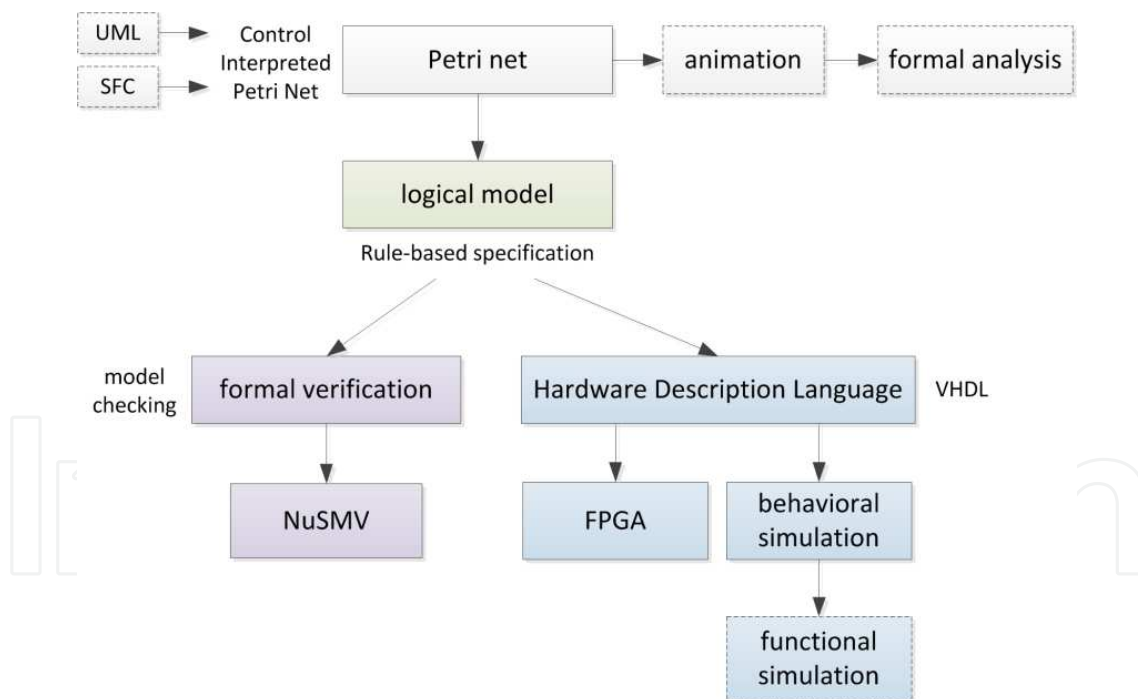 UML
SFC
Control
Interpreted
Petri Net
Petri net
animation
formal analysis
logical model
Rule-based specification
model
checking
formal verification
Hardware Description Language
VHDL
NuSMV
FPGA
behavioral
simulation
functional
simulation